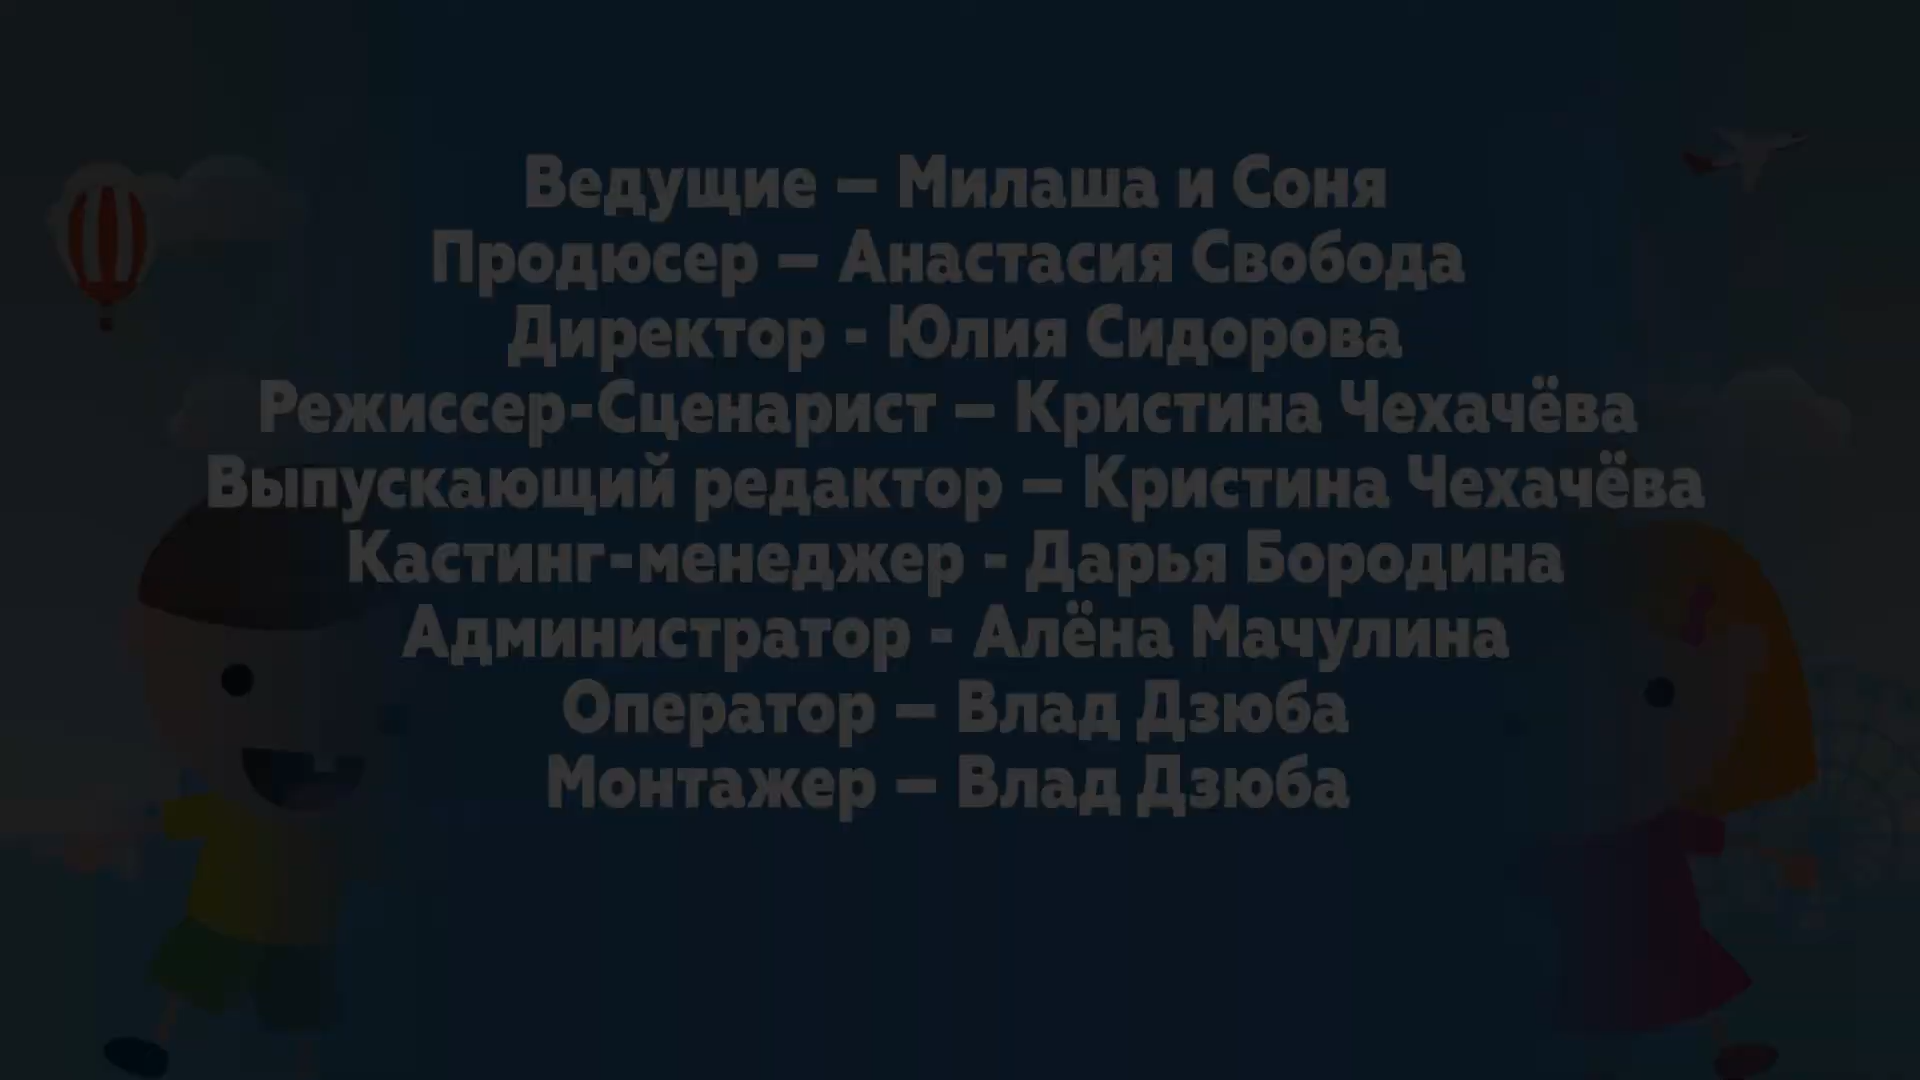 Ведущие – Милаша и Соня
Продюсер – Анастасия Свобода
Директор - Юлия Сидорова
Режиссер-Сценарист – Кристина Чехачёва
Выпускающий редактор – Кристина Чехачёва
Кастинг-менеджер - Дарья Бородина
Администратор - Алёна Мачулина
Оператор – Влад Дзюба
Монтажер – Влад Дзюба